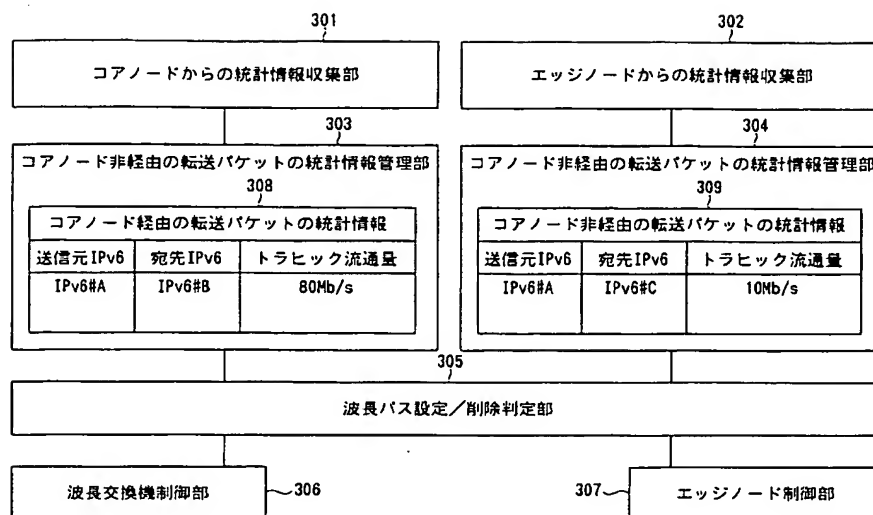 301
302
コアノードからの統計情報収集部
エッジノードからの統計情報収集部
303
304
コアノード非経由の転送パケットの統計情報管理部
コアノード非経由の転送パケットの統計情報管理部
308
309
コアノード経由の転送パケットの統計情報
コアノード非経由の転送パケットの統計情報
送信元IPv6 宛先IPv6 トラヒック流通量
送信元IPv6 宛先IPv6 トラヒック流通量
IPv6#A IPv6#B 80Mb/s
IPv6#A IPv6#C 10Mb/s
305
波長パス設定/削除判定部
波長交換機制御部
306
307
エッジノード制御部